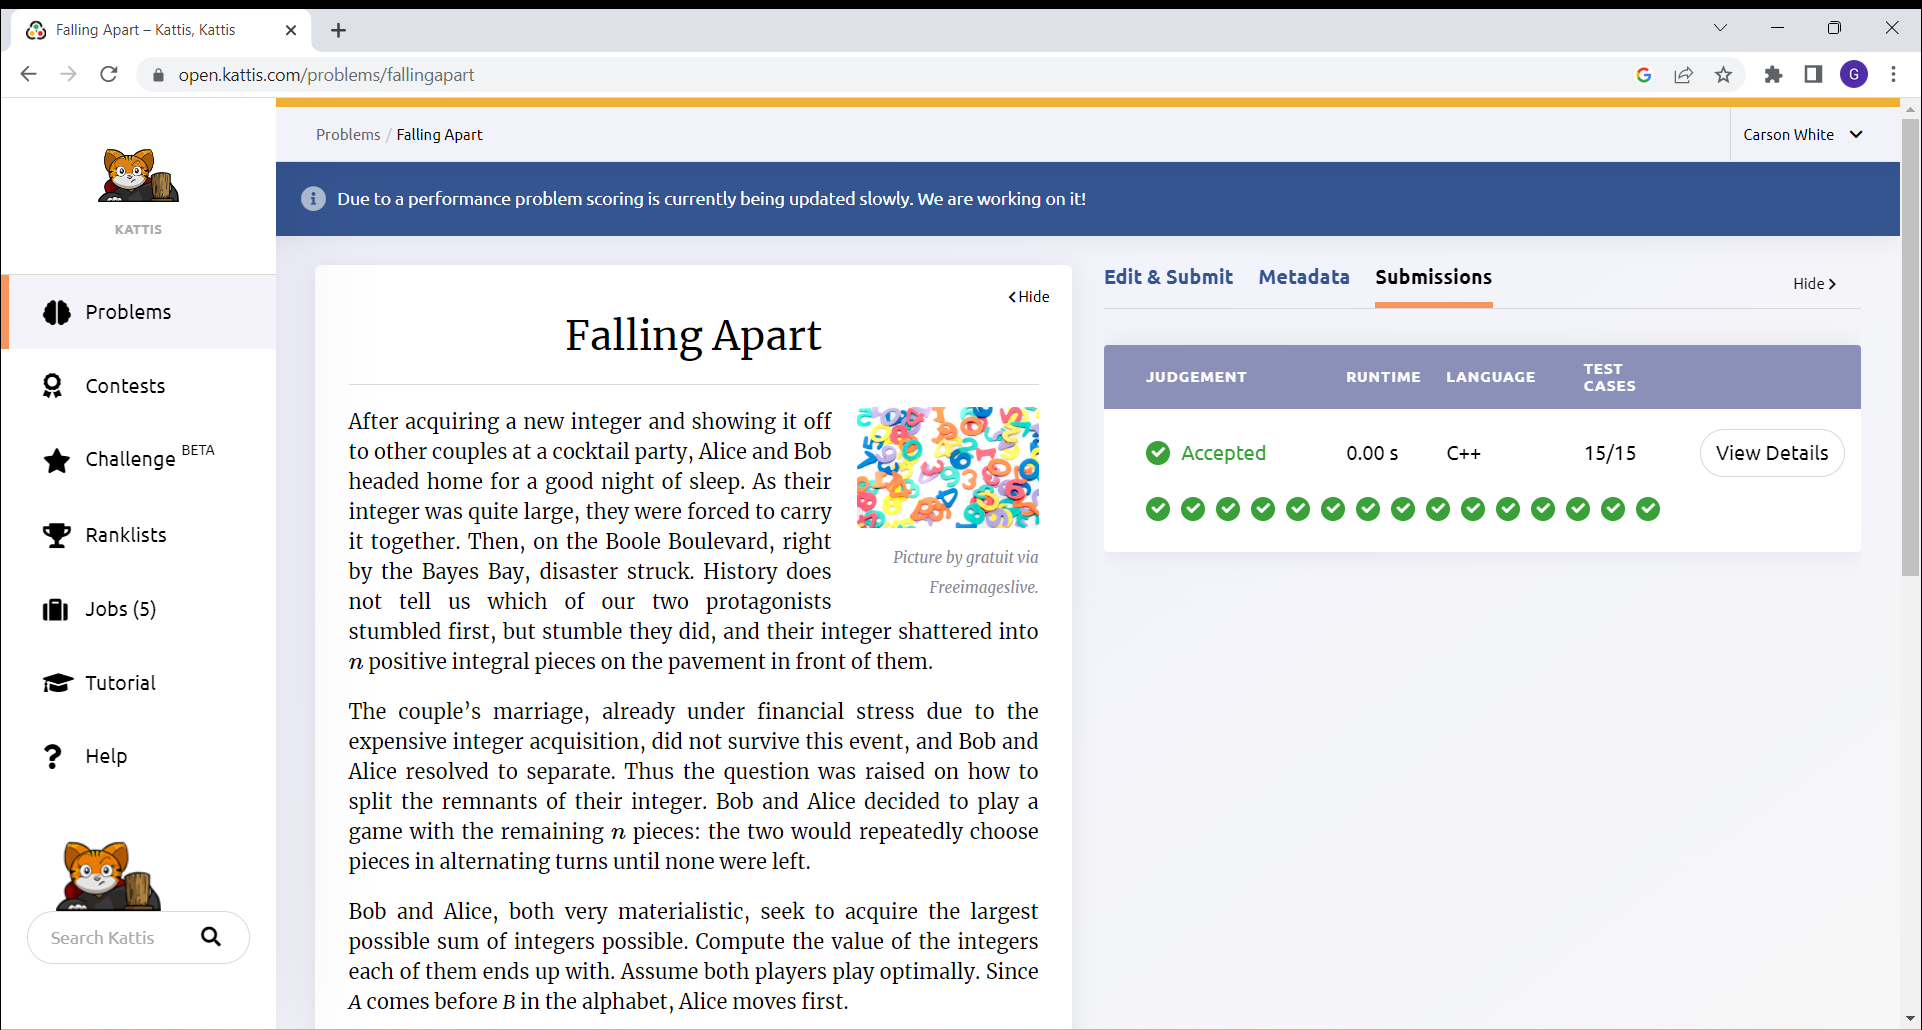 Falling Apart – Kattis, Kattis
open.kattis.com/problems/fallingapart
G
G
KATTIS
Problems
Contests
Challenge BETA
Ranklists
Jobs (5)
Tutorial
Help
Search Kattis
Problems / Falling Apart
Carson White
Due to a performance problem scoring is currently being updated slowly. We are working on it!
Hide
Falling Apart
After acquiring a new integer and showing it off
to other couples at a cocktail party, Alice and Bob
headed home for a good night of sleep. As their
integer was quite large, they were forced to carry
it together. Then, on the Boole Boulevard, right
by the Bayes Bay, disaster struck. History does
not tell us which of our two protagonists
stumbled first, but stumble they did, and their integer shattered into
n positive integral pieces on the pavement in front of them.
Picture by gratuit via
Freeimageslive.
The couple’s marriage, already under financial stress due to the
expensive integer acquisition, did not survive this event, and Bob and
Alice resolved to separate. Thus the question was raised on how to
split the remnants of their integer. Bob and Alice decided to play a
game with the remaining n pieces: the two would repeatedly choose
pieces in alternating turns until none were left.
Bob and Alice, both very materialistic, seek to acquire the largest
possible sum of integers possible. Compute the value of the integers
each of them ends up with. Assume both players play optimally. Since
A comes before B in the alphabet, Alice moves first.
Edit & Submit Metadata Submissions
Hide
JUDGEMENT RUNTIME LANGUAGE TEST
CASES
Accepted 0.00 s C++ 15/15 View Details